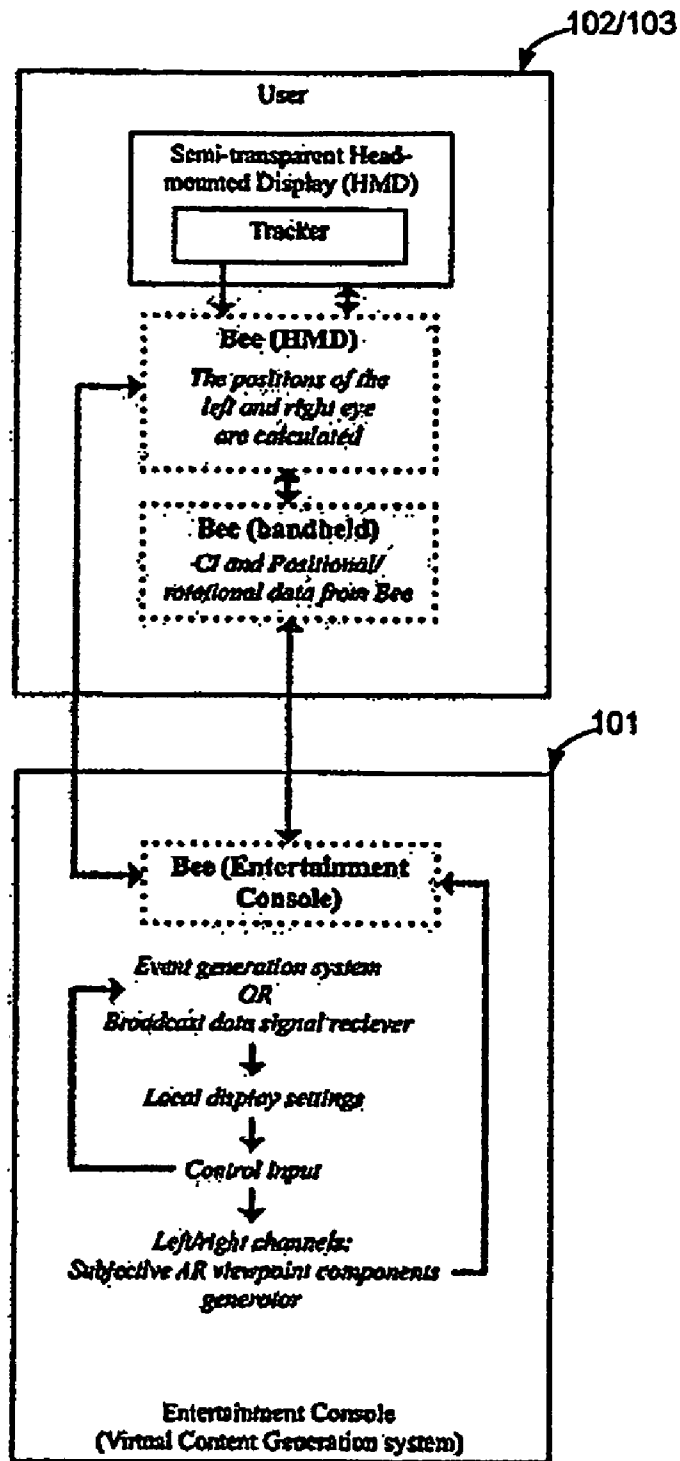 102/103
User
Semi-transparent Head-
mounted Display (HMD)
Tracker
Bee (HMD)
The positions of the
left and right eye
are calculated
Bee (handheld)
-CI and Positional/
rotational data from Bee
101
Bee (Entertainment
Console)
Event generation system
OR
Broadcast data signal reciever
Local display settings
Control Input
Left/right channels:
Subjective AR viewpoint components
generator
Entertainment Console
(Virtual Content Generation system)